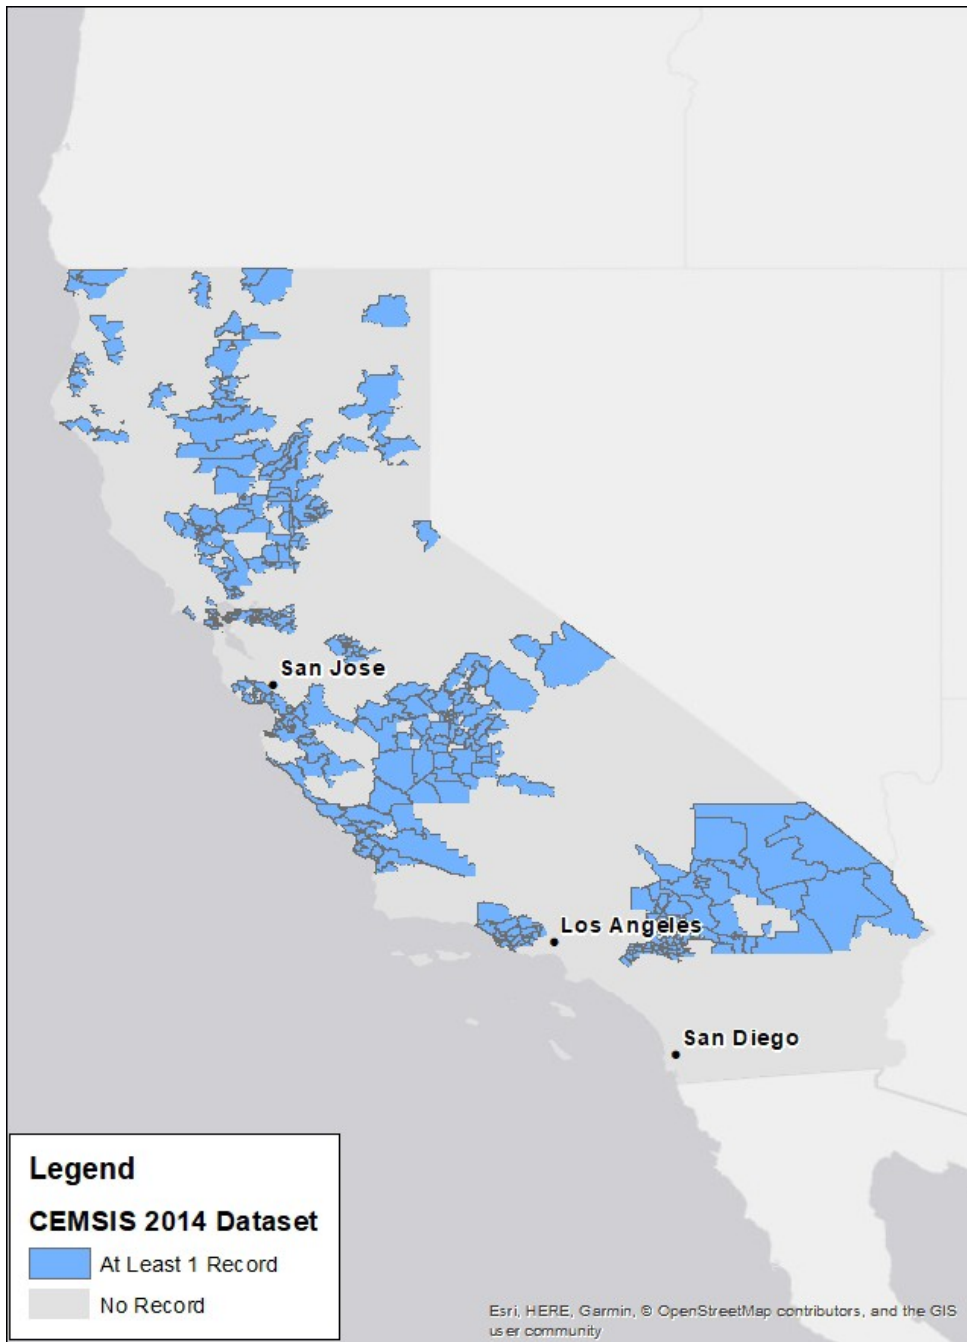 San Jose
Los Angeles
San Diego
Legend
CEMSIS 2014 Dataset
At Least 1 Record
No Record
Esri, HERE, Garmin, © OpenStreetMap contributors, and the GIS
user community